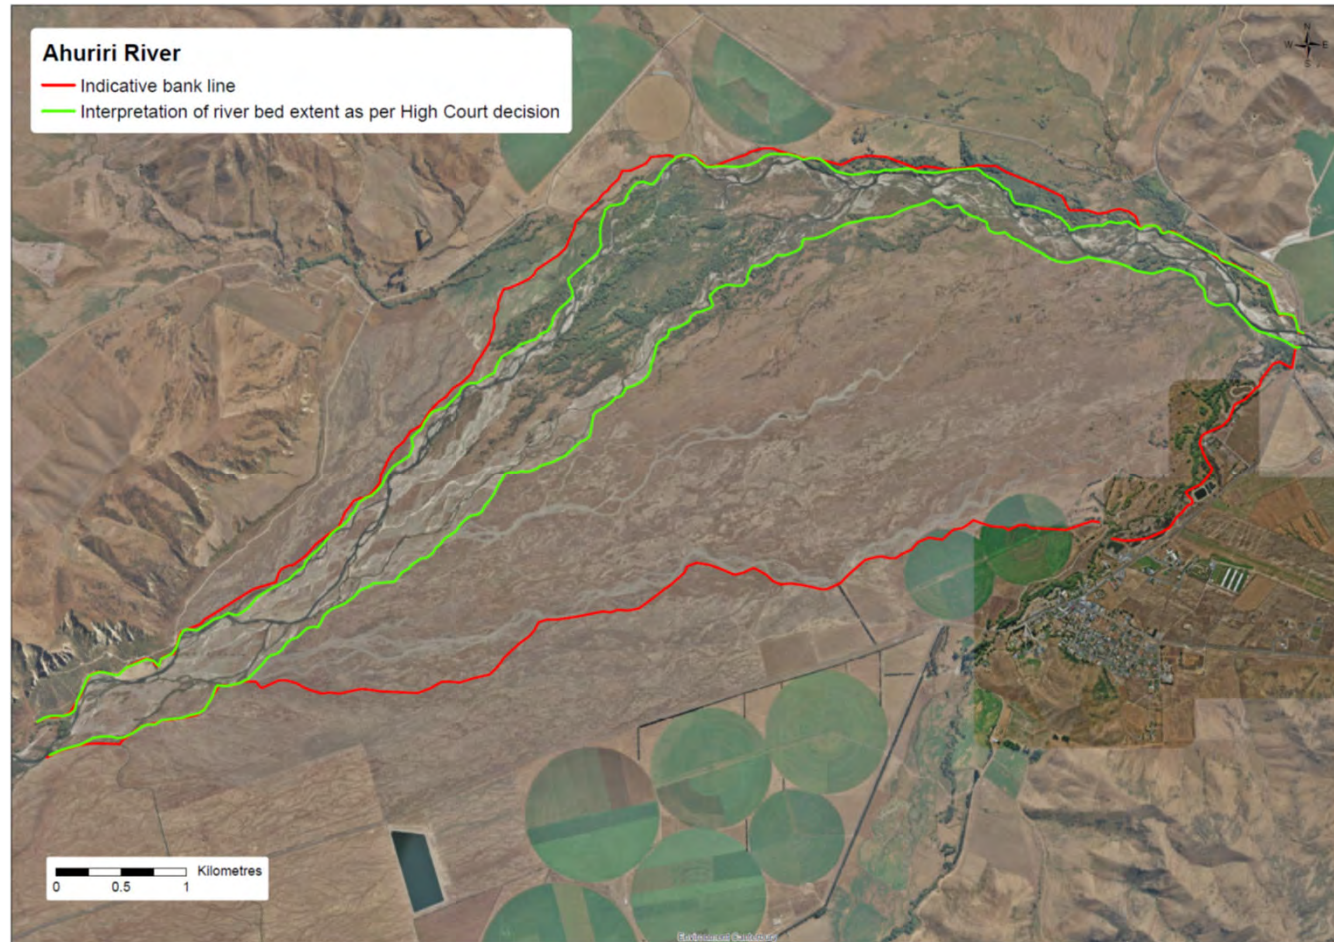 Ahuriri River
Indicative bank line
Interpretation of river bed extent as per High Court decision
N
W E
S
Kilometres
0 0.5 1